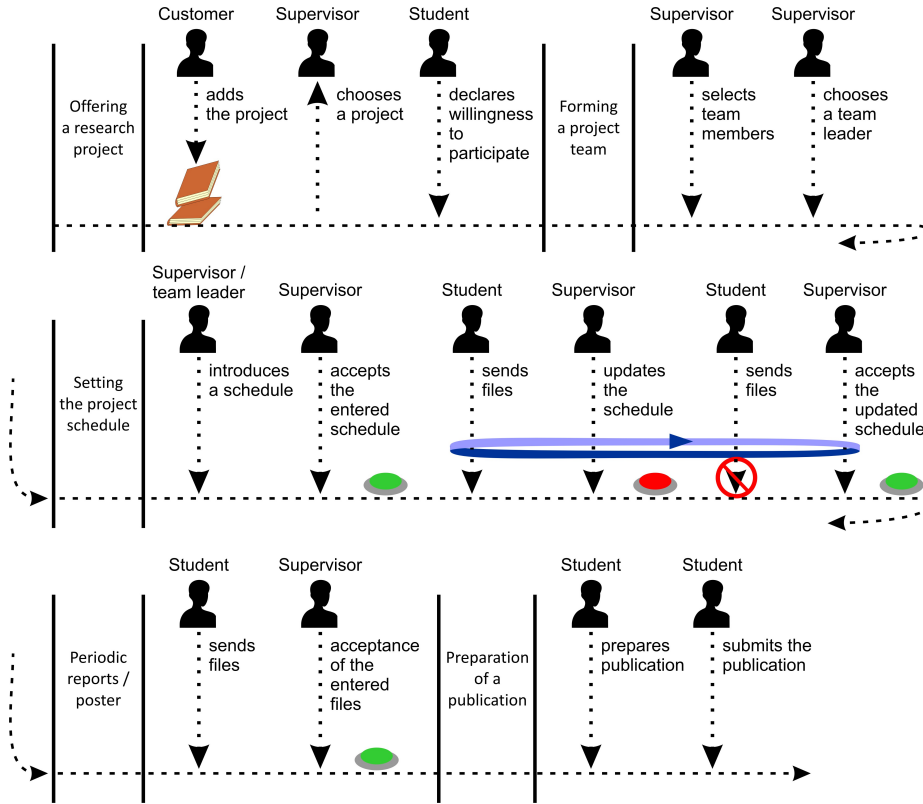 Customer
Supervisor
Student
Supervisor
Supervisor
Offering
a research
project
adds
the project
chooses
a project
declares
willingness
to
participate
Forming
a project
team
selects
team
members
chooses
a team
leader
Supervisor /
team leader
Supervisor
Student
Supervisor
Student
Supervisor
Setting
the project
schedule
introduces
a schedule
accepts
the
entered
schedule
sends
files
updates
the
schedule
sends
files
accepts
the
updated
schedule
Student
Supervisor
Student
Student
Periodic
reports /
poster
sends
files
acceptance
of the
entered
files
Preparation
of a
publication
prepares
publication
submits the
publication